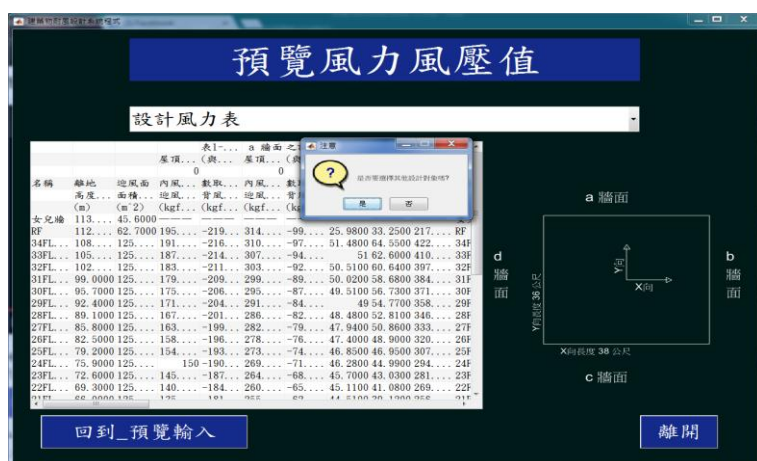 建築物耐風設計系統程式
預覽風力風壓值
設計風力表
表1-... a 牆面之
屋頂... (與... 屋頂... (與
0 0
名稱 離地 迎風面 內風... 數取... 內風... 數
高度... 面積... 迎風... 背風... 迎風... 背
(m) (m^2) (kgf... (kgf... (kgf... (kg
女兒牆 113.... 45.6000 ——— ——— ——— ——
RF 112.... 62.7000 195.... -219... 314.... -99.... 25.9800 33.2500 217.... RF
34FL... 108.... 125.... 191.... -216... 310.... -97.... 51.4800 64.5500 422.... 34F
33FL... 105.... 125.... 187.... -214... 307.... -94.... 51 62.6000 410.... 33F
32FL... 102.... 125.... 183.... -211... 303.... -92.... 50.5100 60.6400 397.... 32F
31FL... 99.0000 125.... 179.... -209... 299.... -89.... 50.0200 58.6800 384.... 31F
30FL... 95.7000 125.... 175.... -206... 295.... -87.... 49.5100 56.7300 371.... 30F
29FL... 92.4000 125.... 171.... -204... 291.... -84.... 49 54.7700 358.... 29F
28FL... 89.1000 125.... 167.... -201... 286.... -82.... 48.4800 52.8100 346.... 28F
27FL... 85.8000 125.... 163.... -199... 282.... -79.... 47.9400 50.8600 333.... 27F
26FL... 82.5000 125.... 158.... -196... 278.... -76.... 47.4000 48.9000 320.... 26F
25FL... 79.2000 125.... 154.... -193... 273.... -74.... 46.8500 46.9500 307.... 25F
24FL... 75.9000 125.... 150 -190... 269.... -71.... 46.2800 44.9900 294.... 24F
23FL... 72.6000 125.... 145.... -187... 264.... -68.... 45.7000 43.0300 281.... 23F
22FL... 69.3000 125.... 140.... -184... 260.... -65.... 45.1100 41.0800 269.... 22F
注意
是否要選擇其他設計對象嗎?
是 否
a 牆面
d 牆面
b 牆面
Y向
X向
Y向長度 36 公尺
X向長度 38 公尺
c 牆面
回到_預覽輸入
離開